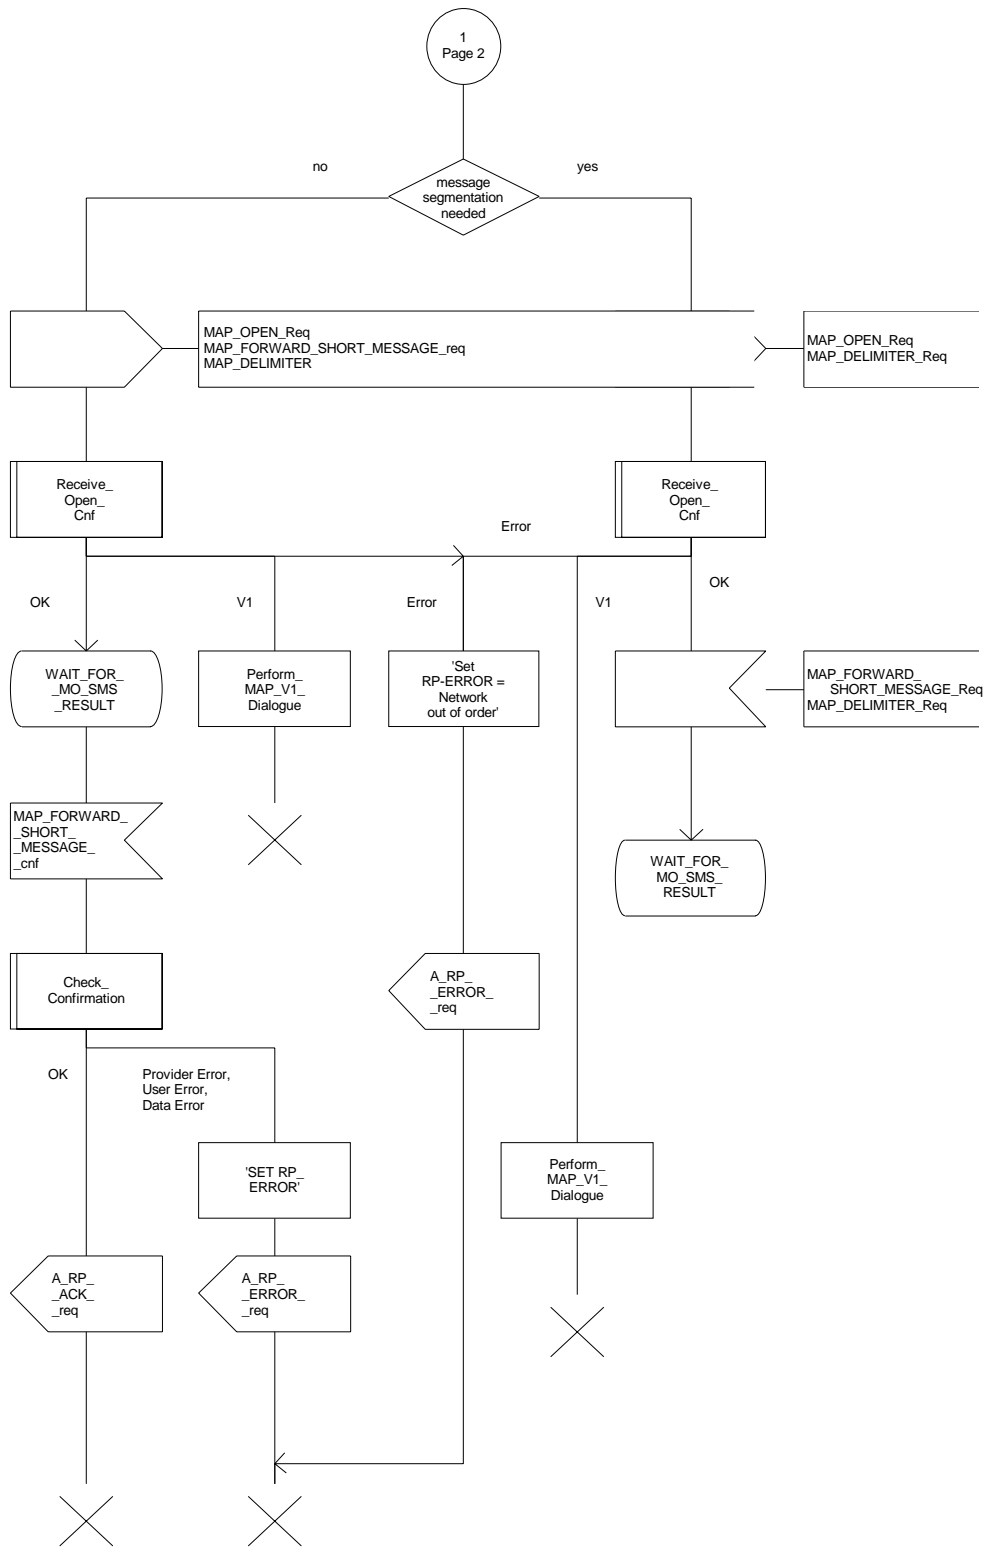 1
Page 2
no
yes
message
segmentation
needed
MAP_OPEN_Req
MAP_FORWARD_SHORT_MESSAGE_req
MAP_DELIMITER
MAP_OPEN_Req
MAP_DELIMITER_Req
Receive_
Open_
Cnf
Receive_
Open_
Cnf
Error
OK
V1
Error
V1
OK
WAIT_FOR_
_MO_SMS
_RESULT
Perform_
MAP_V1_
Dialogue
'Set
RP-ERROR =
Network
out of order'
MAP_FORWARD_
SHORT_MESSAGE_Req
MAP_DELIMITER_Req
MAP_FORWARD_
_SHORT_
_MESSAGE_
_cnf
WAIT_FOR_
MO_SMS_
RESULT
Check_
Confirmation
A_RP_
_ERROR_
_req
OK
Provider Error,
User Error,
Data Error
'SET RP_
ERROR'
Perform_
MAP_V1_
Dialogue
A_RP_
_ACK_
_req
A_RP_
_ERROR_
_req